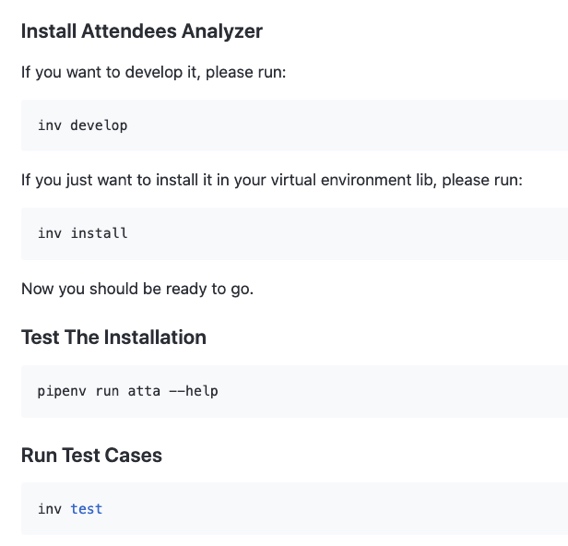 Install Attendees Analyzer
If you want to develop it, please run:
inv develop
If you just want to install it in your virtual environment lib, please run:
inv install
Now you should be ready to go.
Test The Installation
pipenv run atta --help
Run Test Cases
inv test